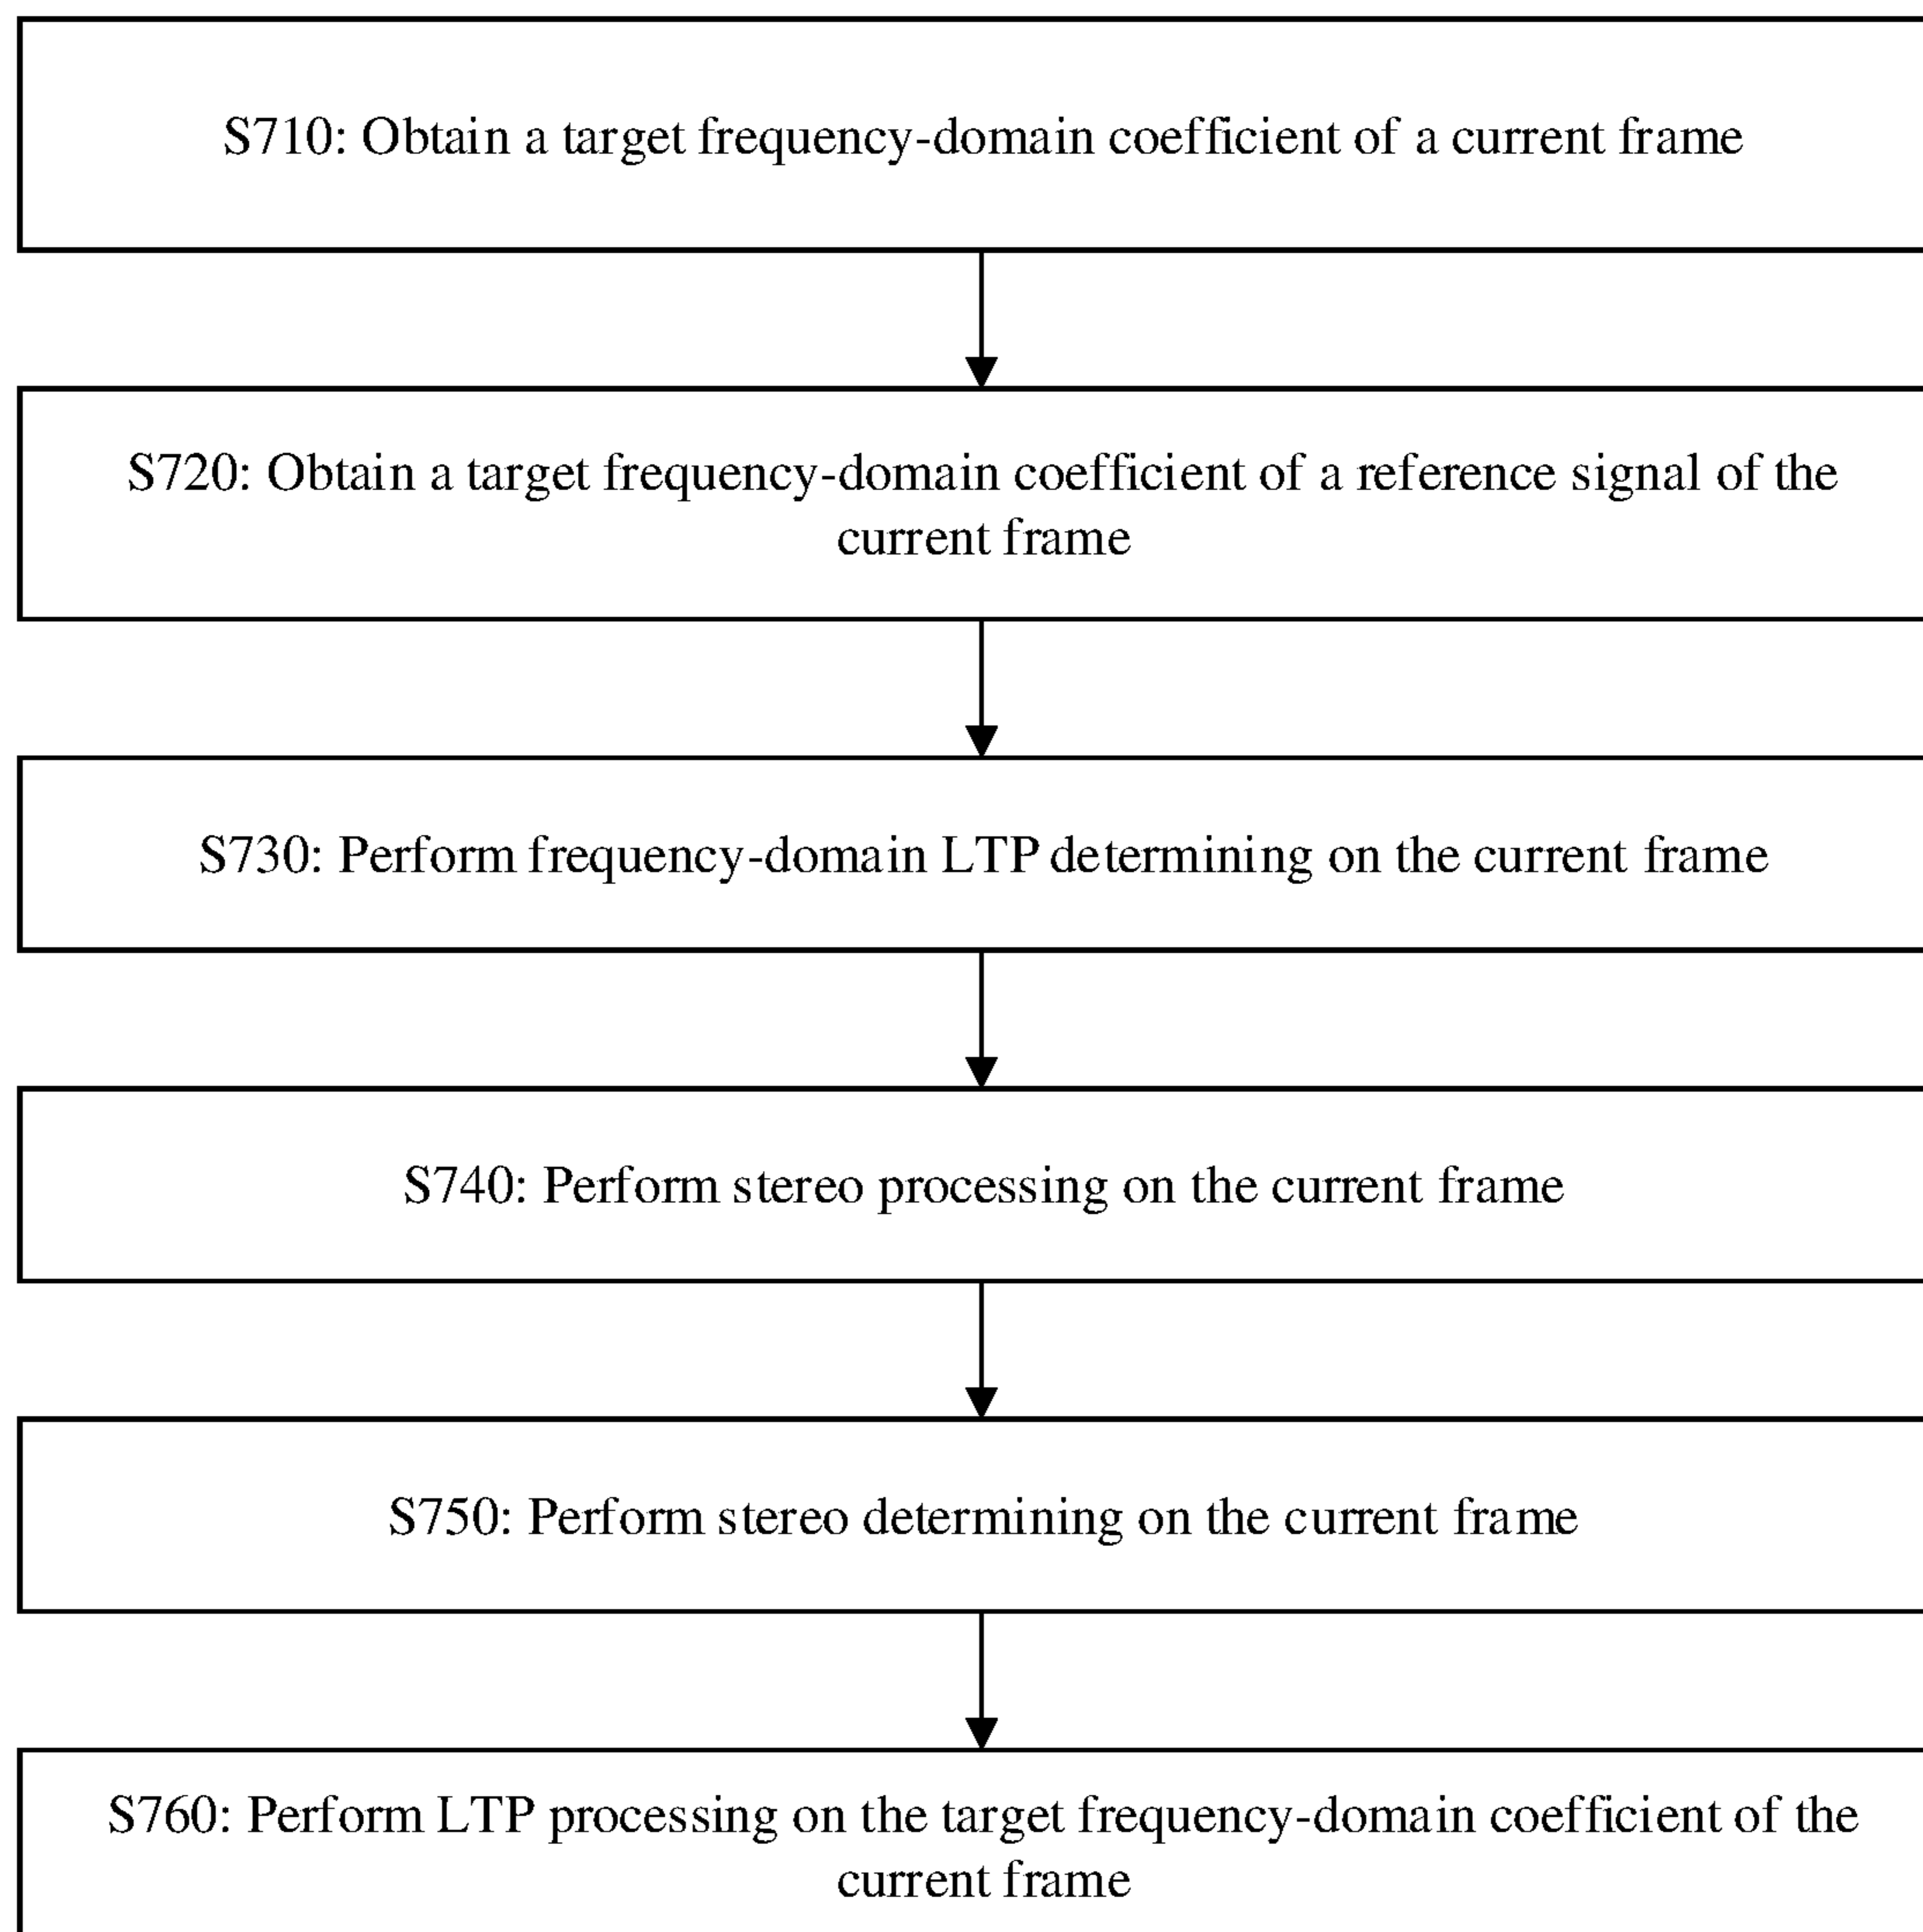 S710: Obtain a target frequency-domain coefficient of a current frame
S720: Obtain a target frequency-domain coefficient of a reference signal of the
current frame
S730: Perform frequency-domain LTP determining on the current frame
S740: Perform stereo processing on the current frame
S750: Perform stereo determining on the current frame
S760: Perform LTP processing on the target frequency-domain coefficient of the
current frame